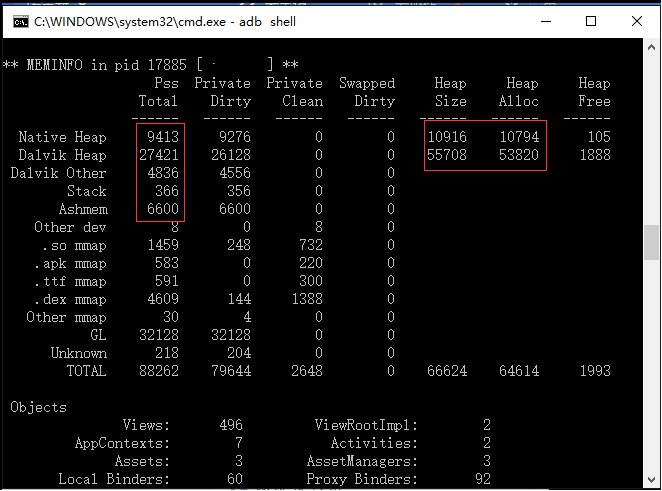 C:\WINDOWS\system32\cmd.exe - adb shell
** MEMINFO in pid 17885 [ ] **
Pss Private Private Swapped Heap Heap Heap
Total Dirty Clean Dirty Size Alloc Free
------ ------ ------ ------ ------ ------ ------
Native Heap 9413 9276 0 0 10916 10794 105
Dalvik Heap 27421 26128 0 0 55708 53820 1888
Dalvik Other 4836 4556 0 0
Stack 366 356 0 0
Ashmem 6600 6600 0 0
Other dev 8 0 8 0
.so mmap 1459 248 732 0
.apk mmap 583 0 220 0
.ttf mmap 591 0 300 0
.dex mmap 4609 144 1388 0
Other mmap 30 4 0 0
GL 32128 32128 0 0
Unknown 218 204 0 0
TOTAL 88262 79644 2648 0 66624 64614 1993
Objects
Views: 496 ViewRootImpl: 2
AppContexts: 7 Activities: 2
Assets: 3 AssetManagers: 3
Local Binders: 60 Proxy Binders: 92